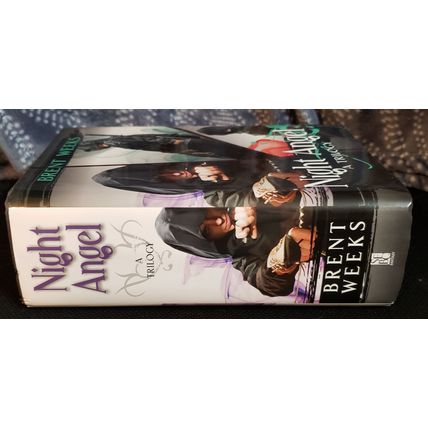 Night
Angel
A
TRILOGY
BRENT
WEEKS
BRENT WEEKS
Night Angel
A TRILOGY